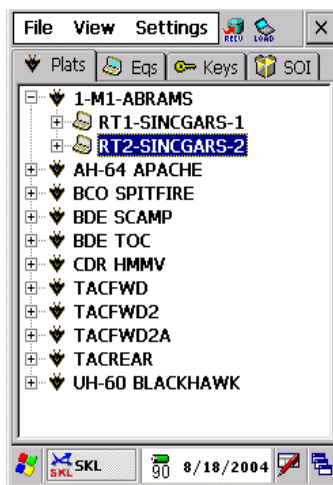 File View Settings RECV LOAD ×
Plats Eqs Keys SOI
1-M1-ABRAMS
RT1-SINCGARS-1
RT2-SINCGARS-2
AH-64 APACHE
BCO SPITFIRE
BDE SCAMP
BDE TOC
CDR HMMV
TACFWD
TACFWD2
TACFWD2A
TACREAR
UH-60 BLACKHAWK
SKL SKL 90 8/18/2004